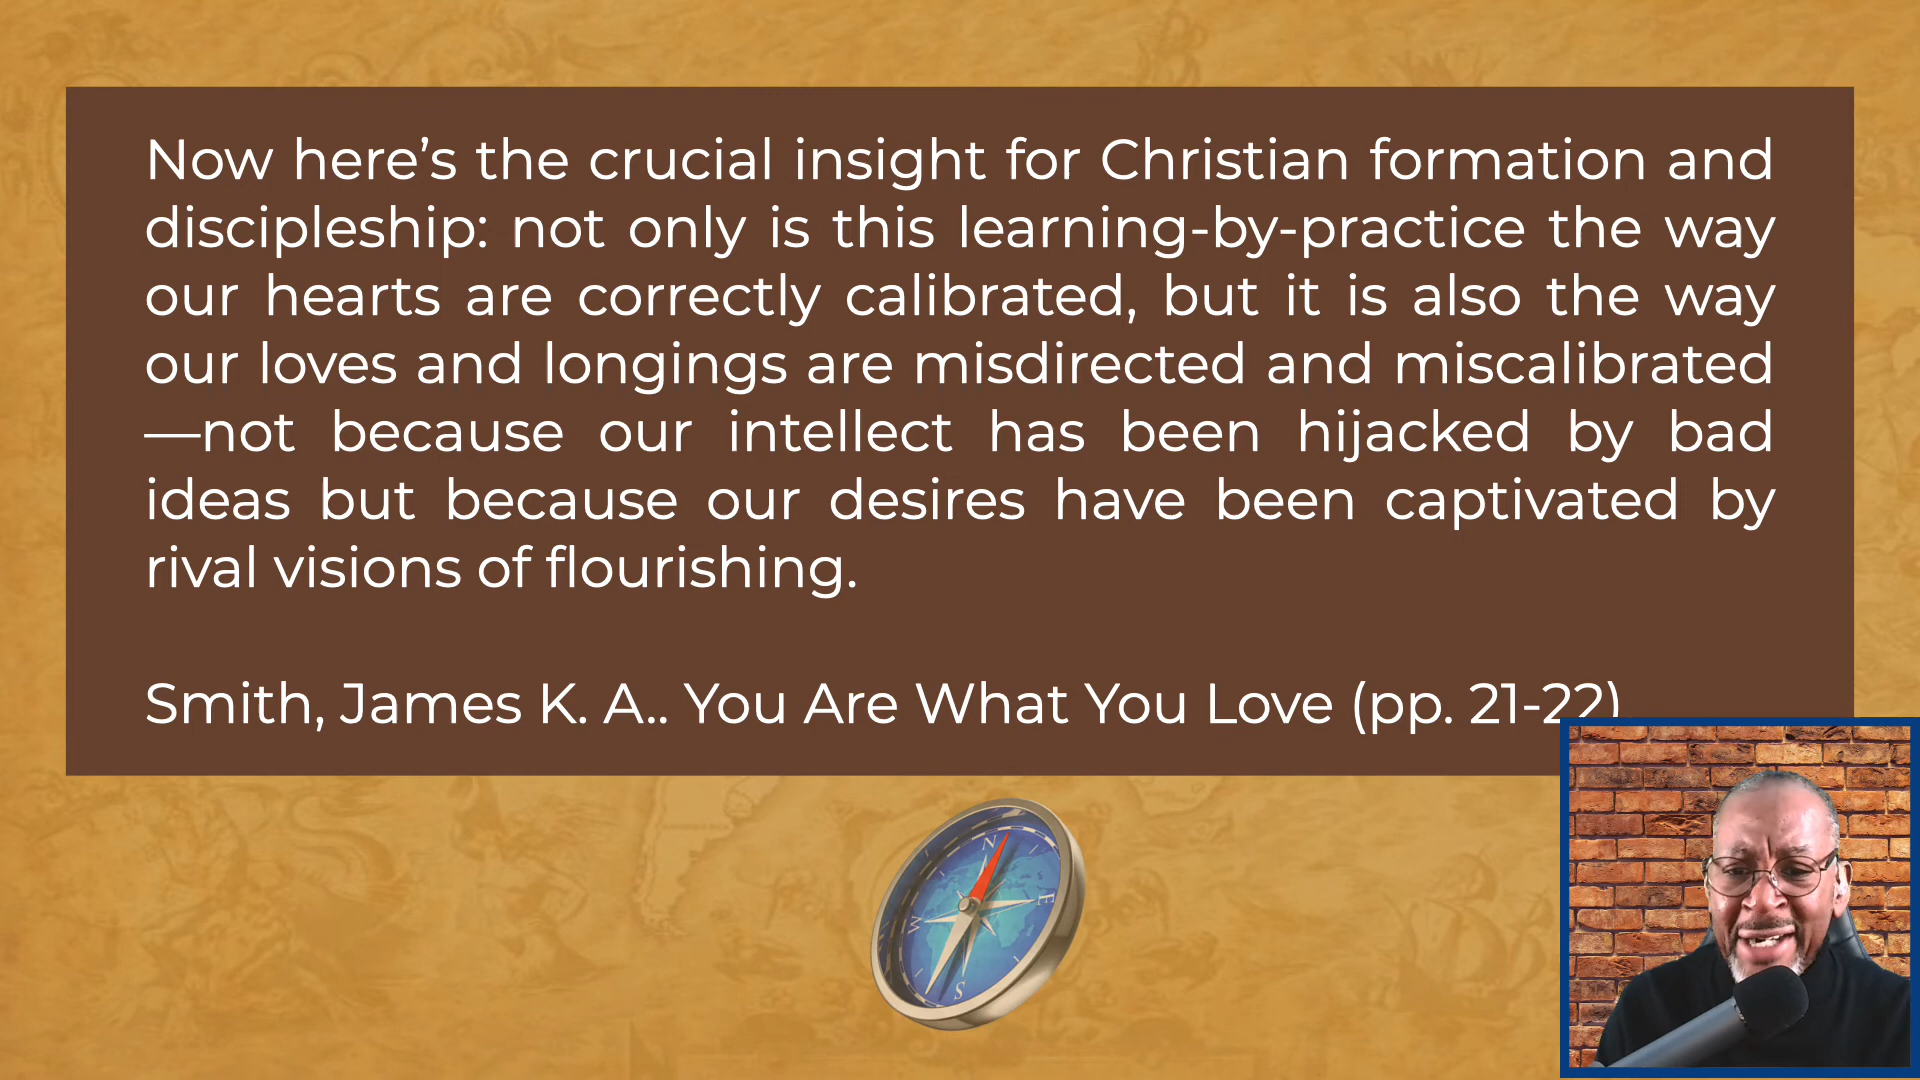 Now here’s the crucial insight for Christian formation and
discipleship: not only is this learning-by-practice the way
our hearts are correctly calibrated, but it is also the way
our loves and longings are misdirected and miscalibrated
—not because our intellect has been hijacked by bad
ideas but because our desires have been captivated by
rival visions of flourishing.
Smith, James K. A.. You Are What You Love (pp. 21-22)
N
E
W
S